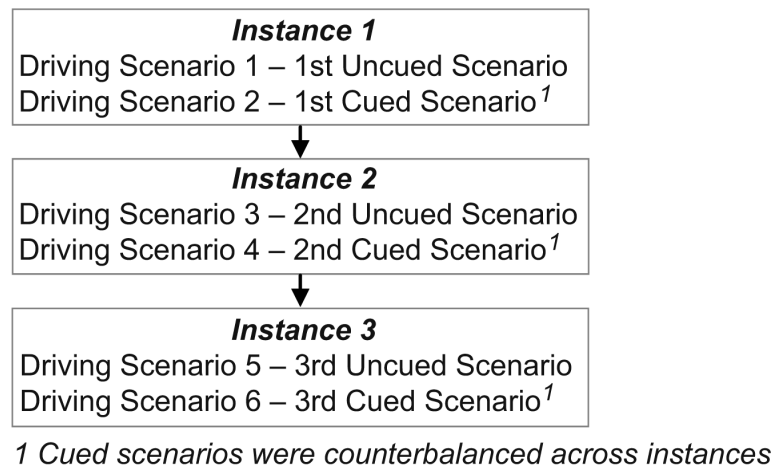 Instance 1
Driving Scenario 1 – 1st Uncued Scenario
Driving Scenario 2 – 1st Cued Scenario1
Instance 2
Driving Scenario 3 – 2nd Uncued Scenario
Driving Scenario 4 – 2nd Cued Scenario1
Instance 3
Driving Scenario 5 – 3rd Uncued Scenario
Driving Scenario 6 – 3rd Cued Scenario1
1 Cued scenarios were counterbalanced across instances